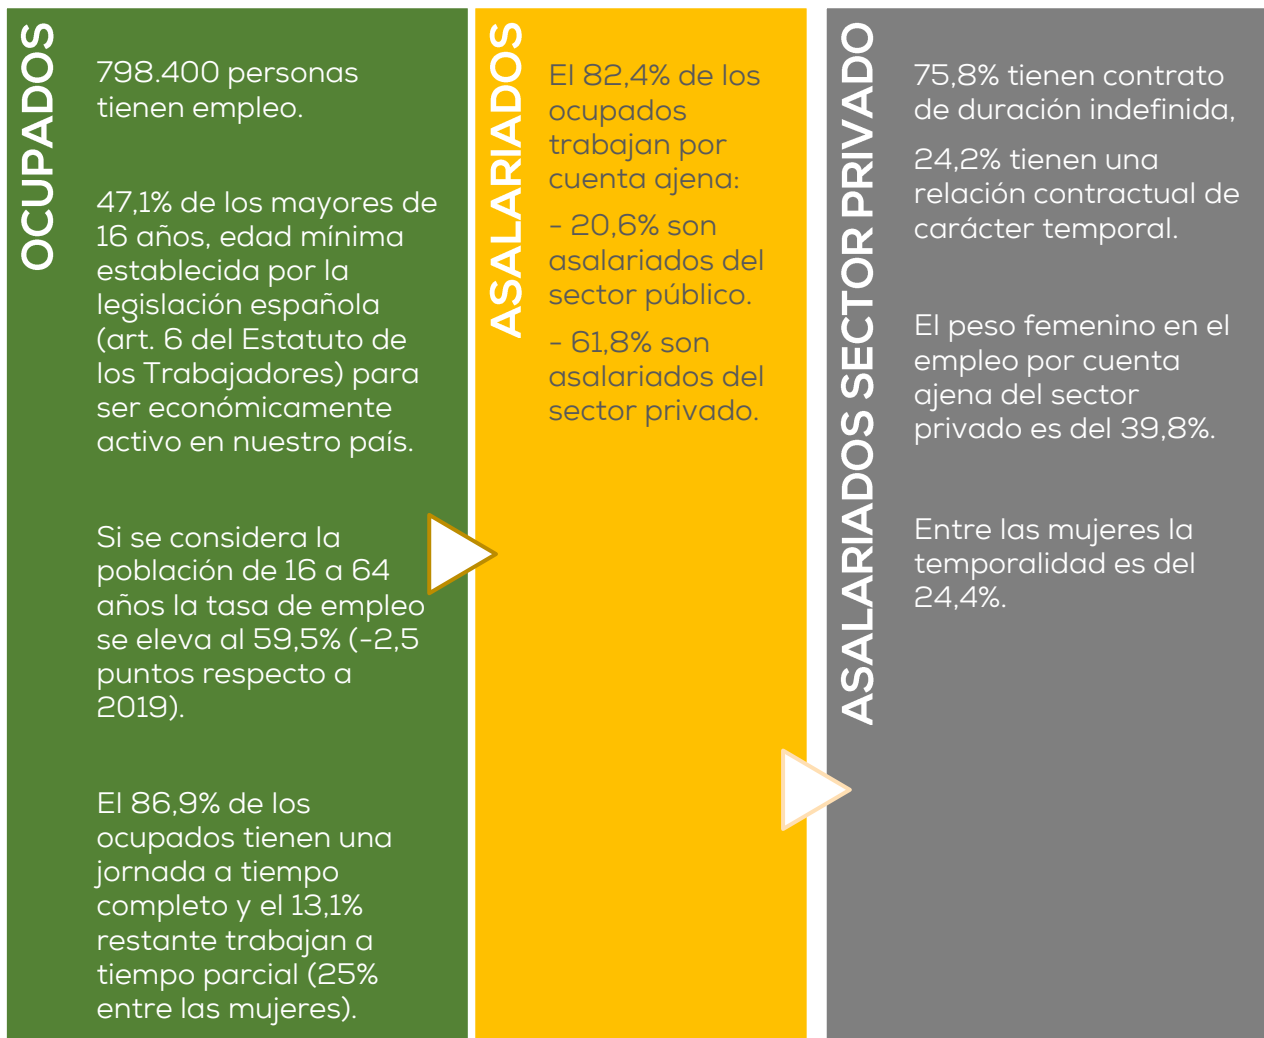 OCUPADOS
798.400 personas
tienen empleo.
47,1% de los mayores de
16 años, edad mínima
establecida por la
legislación española
(art. 6 del Estatuto de
los Trabajadores) para
ser económicamente
activo en nuestro país.
Si se considera la
población de 16 a 64
años la tasa de empleo
se eleva al 59,5% (-2,5
puntos respecto a
2019).
El 86,9% de los
ocupados tienen una
jornada a tiempo
completo y el 13,1%
restante trabajan a
tiempo parcial (25%
entre las mujeres).
ASALARIADOS
El 82,4% de los
ocupados
trabajan por
cuenta ajena:
- 20,6% son
asalariados del
sector público.
- 61,8% son
asalariados del
sector privado.
ASALARIADOS SECTOR PRIVADO
75,8% tienen contrato
de duración indefinida,
24,2% tienen una
relación contractual de
carácter temporal.
El peso femenino en el
empleo por cuenta
ajena del sector
privado es del 39,8%.
Entre las mujeres la
temporalidad es del
24,4%.